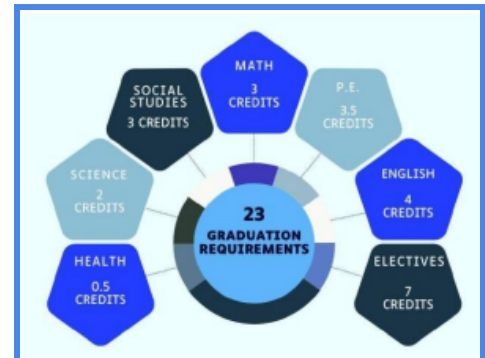 MATH
3
CREDITS
SOCIAL
STUDIES
3 CREDITS
P.E.
3.5
CREDITS
SCIENCE
2
CREDITS
ENGLISH
4
CREDITS
23
GRADUATION
REQUIREMENTS
HEALTH
0.5
CREDITS
ELECTIVES
7
CREDITS